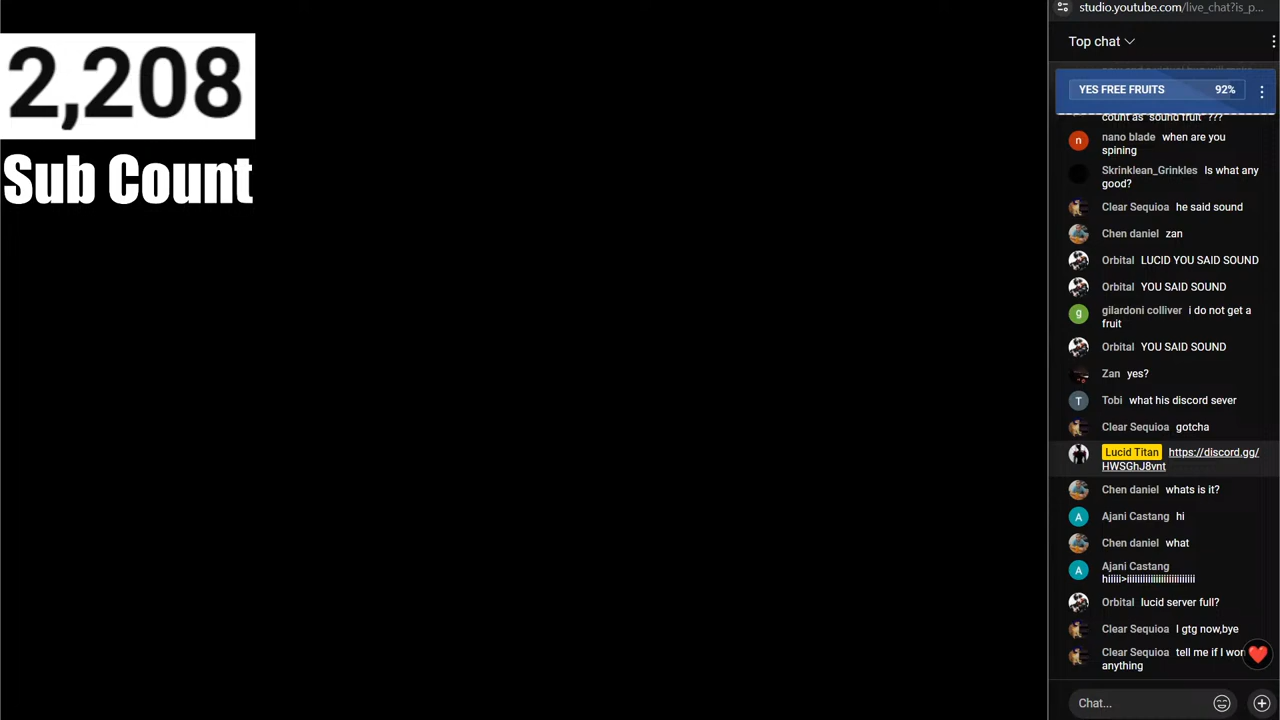 2,208
Sub Count
studio.youtube.com/live_chat?is_p...
Top chat
YES FREE FRUITS 92%
count as "sound fruit" ???
nano blade when are you
spining
Skrinklean_Grinkles Is what any
good?
Clear Sequioa he said sound
Chen daniel zan
Orbital LUCID YOU SAID SOUND
Orbital YOU SAID SOUND
gilardoni colliver i do not get a
fruit
Orbital YOU SAID SOUND
Zan yes?
Tobi what his discord sever
Clear Sequioa gotcha
Lucid Titan https://discord.gg/
HWSGhJ8vnt
Chen daniel whats is it?
Ajani Castang hi
Chen daniel what
Ajani Castang
hiiiii>iiiiiiiiiiiiiiiiiiiiiiiiii
Orbital lucid server full?
Clear Sequioa I gtg now,bye
Clear Sequioa tell me if I won
anything
Chat...